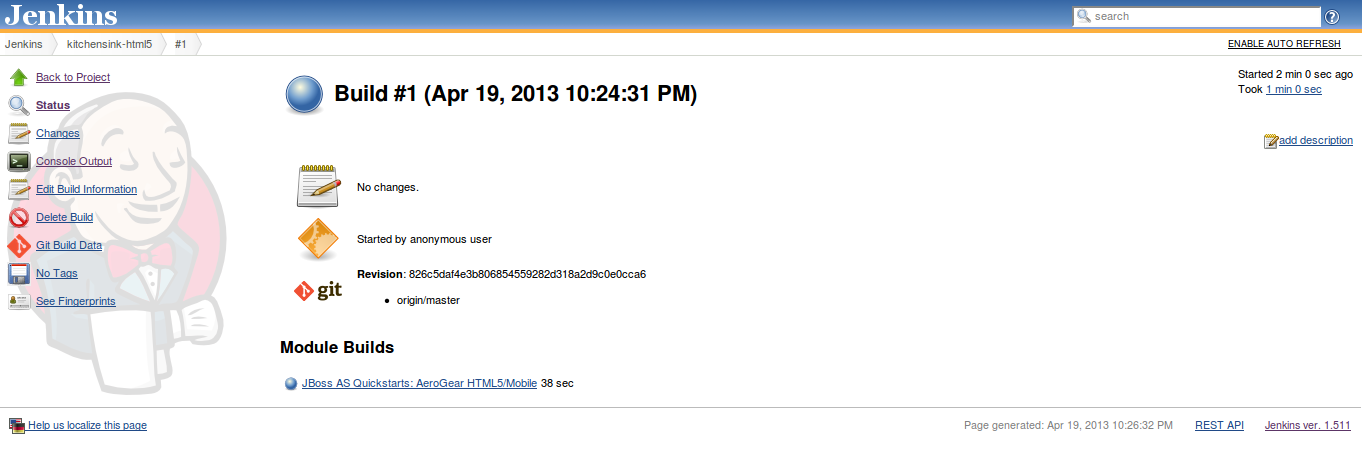 Jenkins
search
Jenkins kitchensink-html5 #1
ENABLE AUTO REFRESH
Back to Project
Status
Changes
Console Output
Edit Build Information
Delete Build
Git Build Data
No Tags
See Fingerprints
Build #1 (Apr 19, 2013 10:24:31 PM)
Started 2 min 0 sec ago
Took 1 min 0 sec
add description
No changes.
Started by anonymous user
git
Revision: 826c5daf4e3b806854559282d318a2d9c0e0cca6
origin/master
Module Builds
JBoss AS Quickstarts: AeroGear HTML5/Mobile 38 sec
Help us localize this page
Page generated: Apr 19, 2013 10:26:32 PM REST API Jenkins ver. 1.511